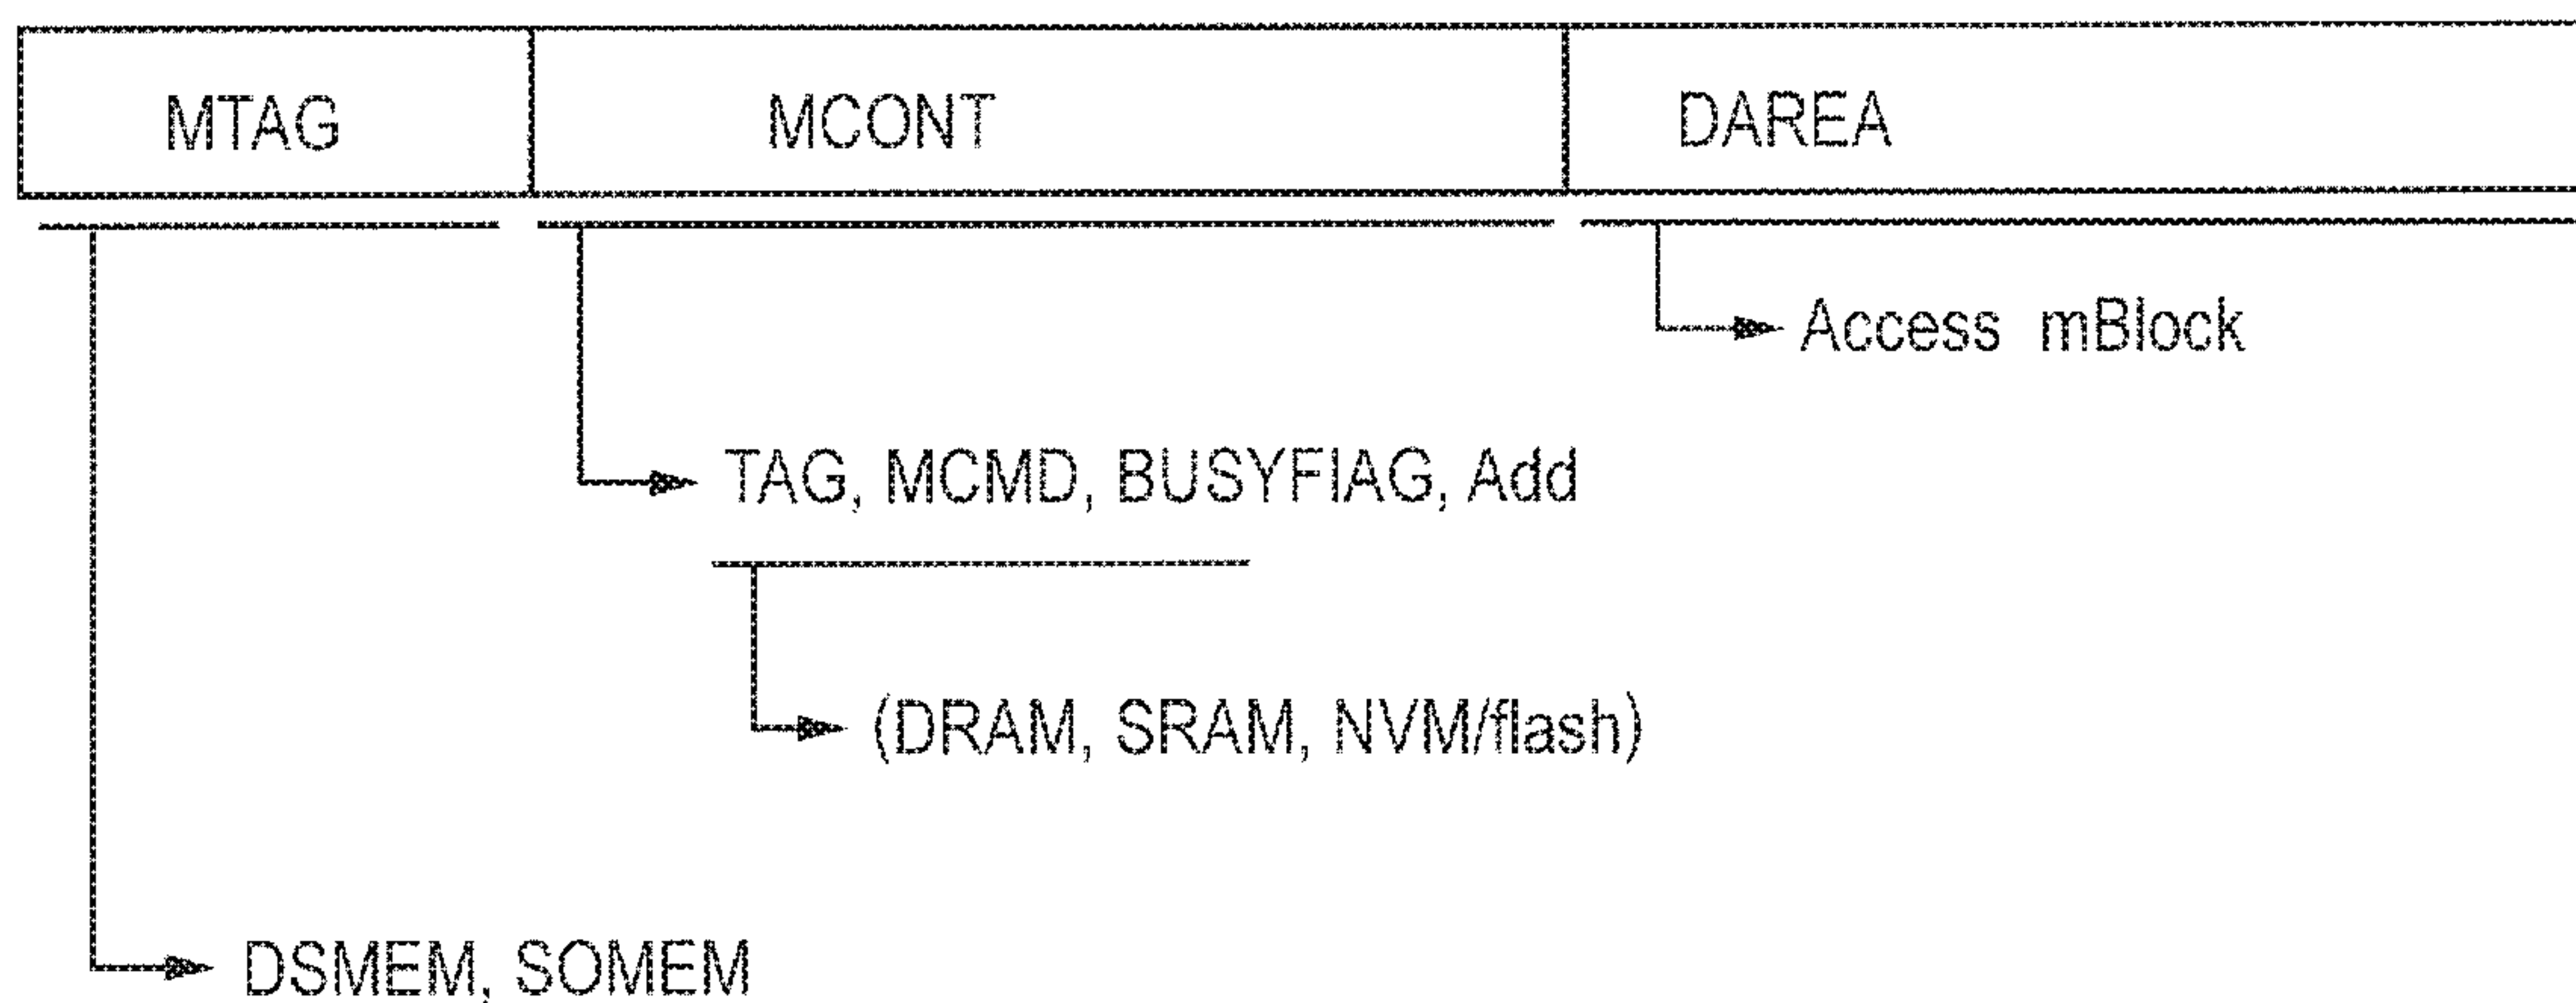 MTAG MCONT DAREA
Access mBlock
TAG, MCMD, BUSYFIAG, Add
(DRAM, SRAM, NVM/flash)
DSMEM, SOMEM